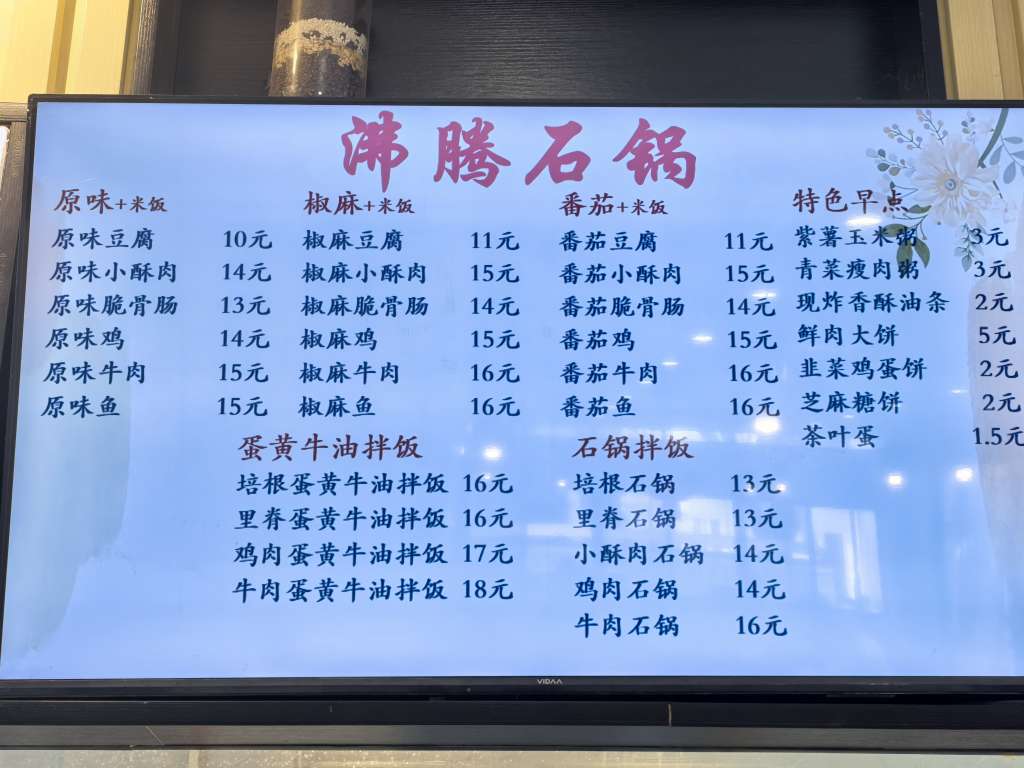 沸腾石锅
原味+米饭
原味豆腐 10元
原味小酥肉 14元
原味脆骨肠 13元
原味鸡 14元
原味牛肉 15元
原味鱼 15元
椒麻+米饭
椒麻豆腐 11元
椒麻小酥肉 15元
椒麻脆骨肠 14元
椒麻鸡 15元
椒麻牛肉 16元
椒麻鱼 16元
番茄+米饭
番茄豆腐 11元
番茄小酥肉 15元
番茄脆骨肠 14元
番茄鸡 15元
番茄牛肉 16元
番茄鱼 16元
特色早点
紫薯玉米粥 3元
青菜瘦肉粥 3元
现炸香酥油条 2元
鲜肉大饼 5元
韭菜鸡蛋饼 2元
芝麻糖饼 2元
茶叶蛋 1.5元
蛋黄牛油拌饭
培根蛋黄牛油拌饭 16元
里脊蛋黄牛油拌饭 16元
鸡肉蛋黄牛油拌饭 17元
牛肉蛋黄牛油拌饭 18元
石锅拌饭
培根石锅 13元
里脊石锅 13元
小酥肉石锅 14元
鸡肉石锅 14元
牛肉石锅 16元
VIDAA